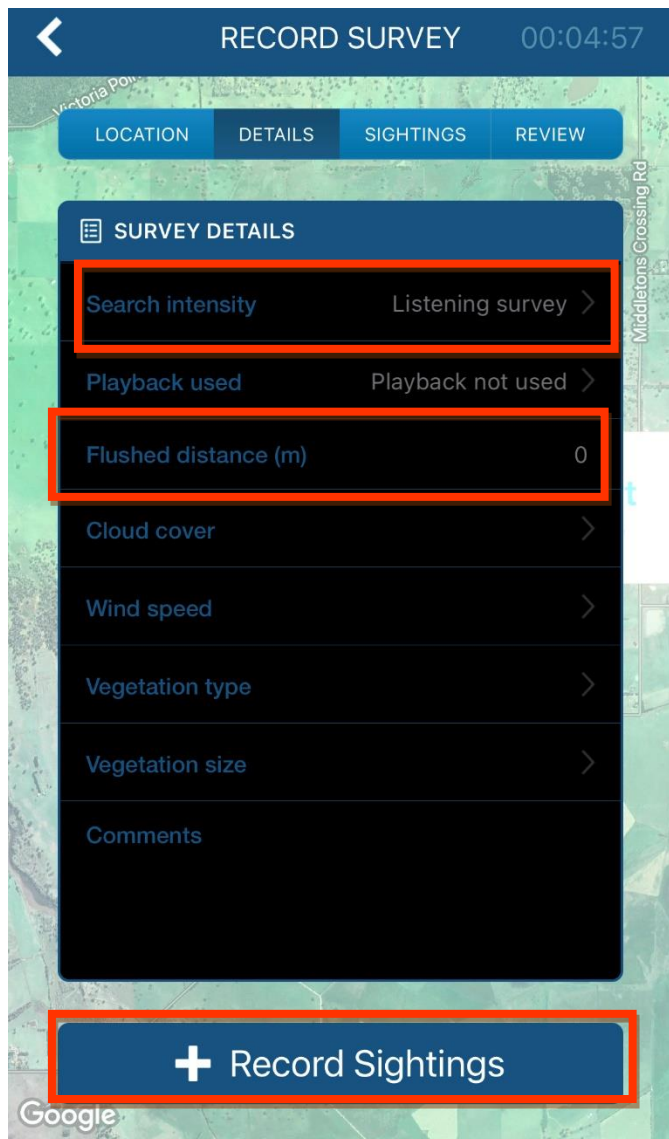 RECORD SURVEY 00:04:57
Victoria Poi
LOCATION DETAILS SIGHTINGS REVIEW
Middletons Crossing Rd
SURVEY DETAILS
Search intensity Listening survey
Playback used Playback not used
Flushed distance (m) 0
t
Cloud cover
Wind speed
Vegetation type
Vegetation size
Comments
+ Record Sightings
Google